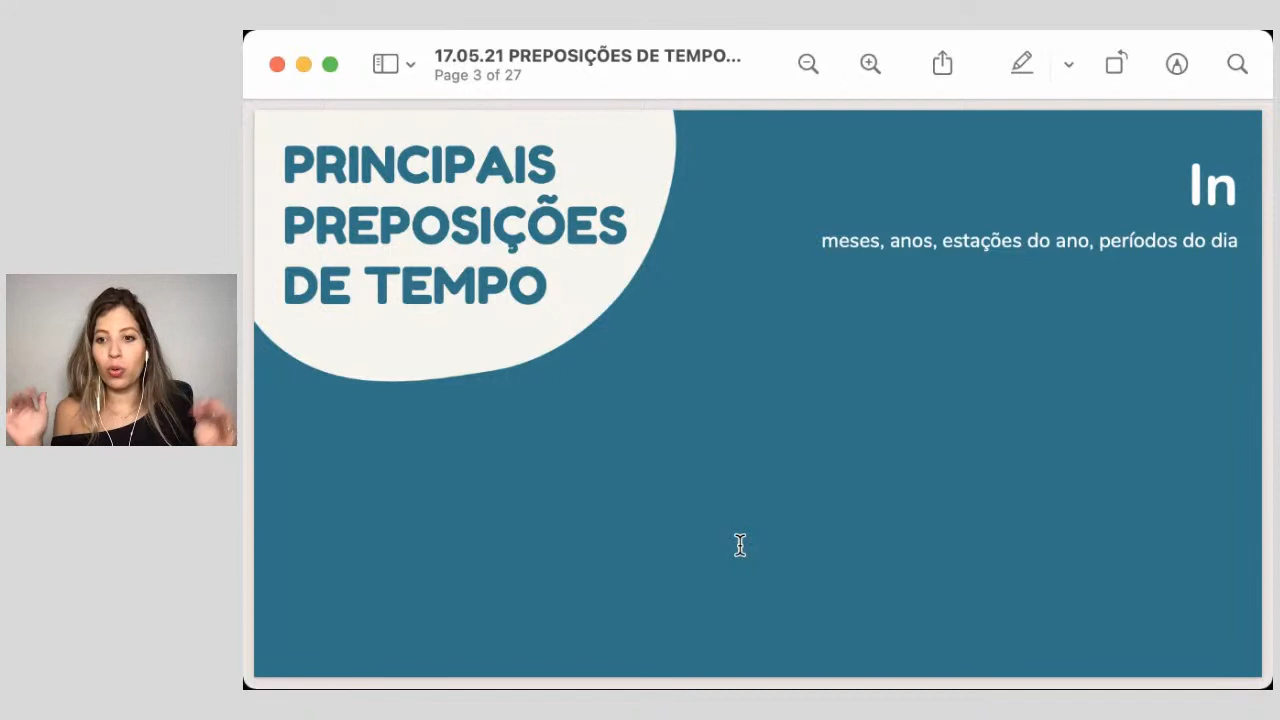 17.05.21 PREPOSIÇÕES DE TEMPO...
Page 3 of 27
PRINCIPAIS
PREPOSIÇÕES
DE TEMPO
In
meses, anos, estações do ano, períodos do dia